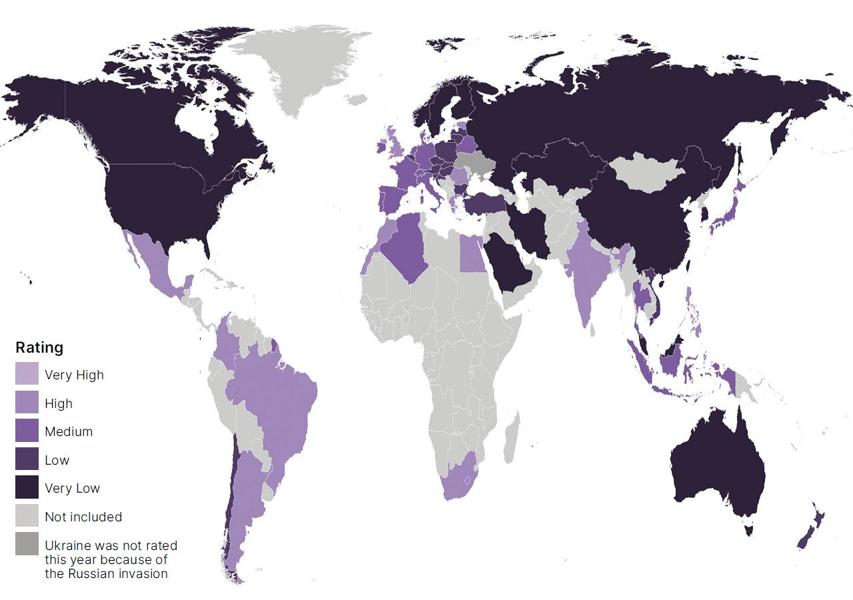 Rating
Very High
High
Medium
Low
Very Low
Not included
Ukraine was not rated
this year because of
the Russian invasion